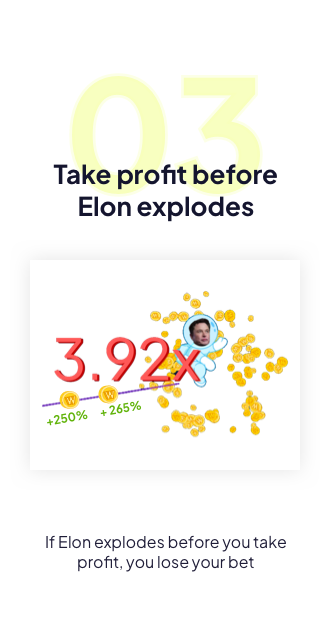 03
Take profit before
Elon explodes
3.92x
W W
+250% + 265%
If Elon explodes before you take
profit, you lose your bet